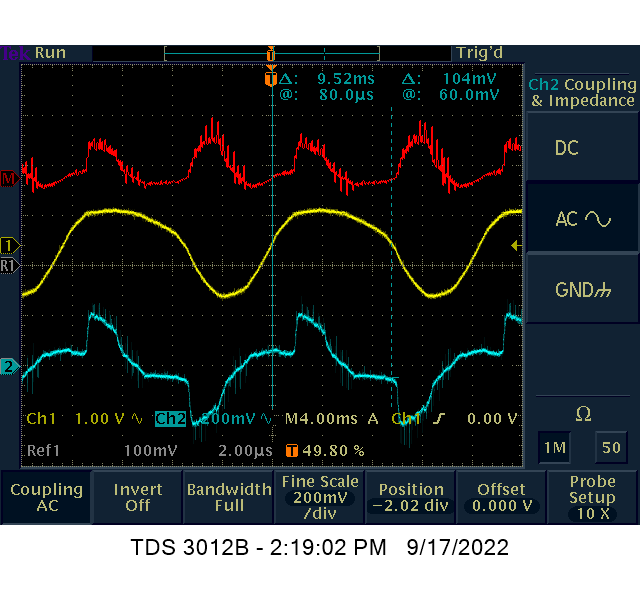 Tek Run Trig'd
Δ: 9.52ms Δ: 104mV
@: 80.0µs @: 60.0mV
Ch2 Coupling
& Impedance
DC
AC
GND
M
1
R1
2
Ch1 1.00 V Ch2 200mV M4.00ms A Ch1 0.00 V
Ref1 100mV 2.00µs T 49.80 %
Ω
1M 50
Coupling
AC
Invert
Off
Bandwidth
Full
Fine Scale
200mV
/div
Position
-2.02 div
Offset
0.000 V
Probe
Setup
10 X
TDS 3012B - 2:19:02 PM 9/17/2022